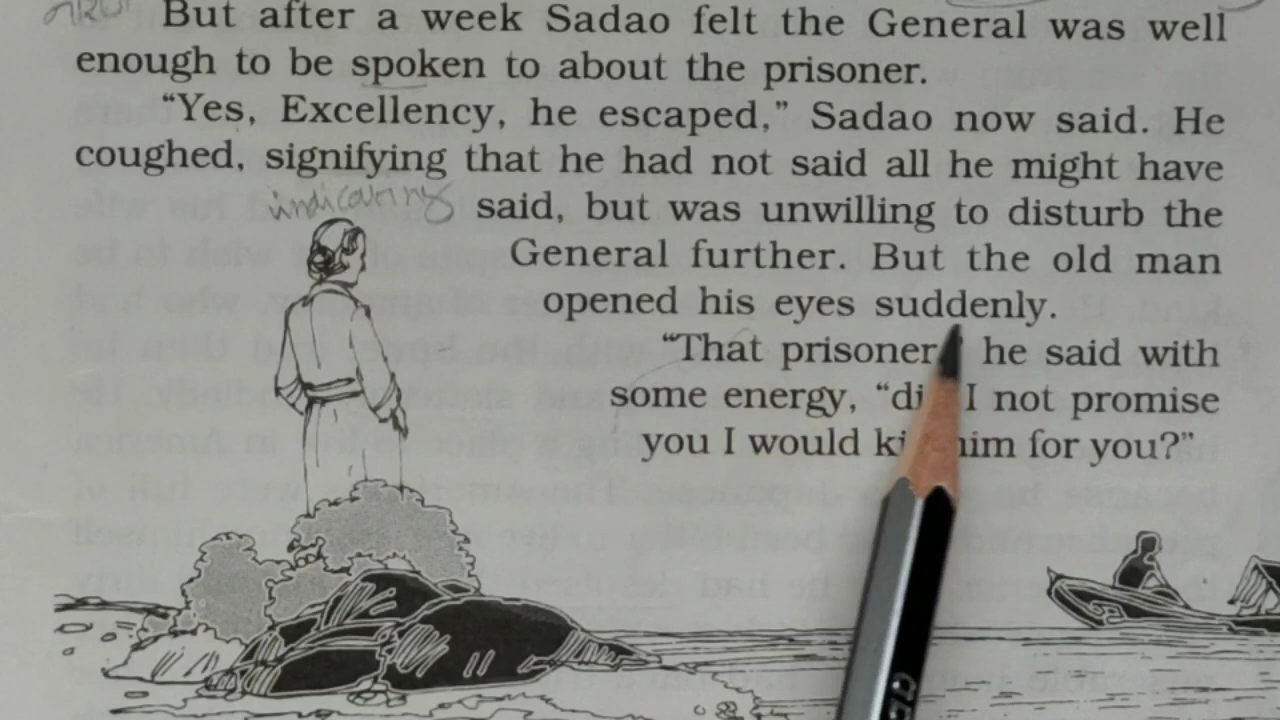 But after a week Sadao felt the General was well
enough to be spoken to about the prisoner.
“Yes, Excellency, he escaped,” Sadao now said. He
coughed, signifying that he had not said all he might have
indicating
said, but was unwilling to disturb the
General further. But the old man
opened his eyes suddenly.
“That prisoner,” he said with
some energy, “di I not promise
you I would ki him for you?”